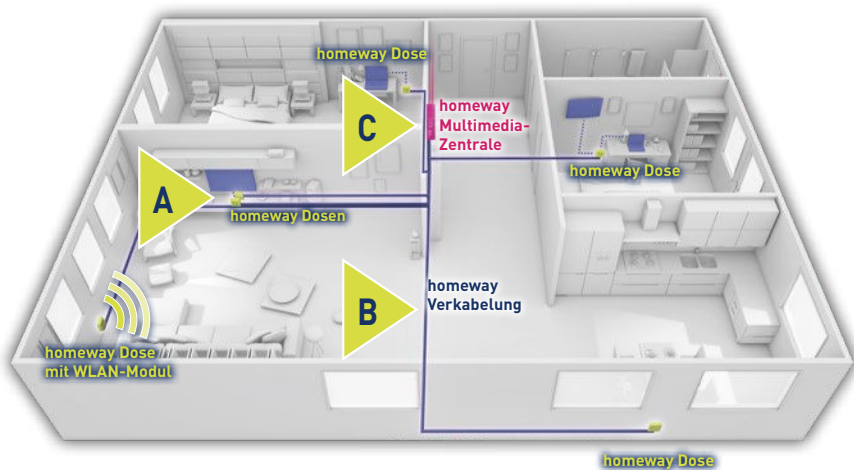 homeway Dose
C
homeway
Multimedia-
Zentrale
homeway Dose
A
homeway Dosen
B
homeway
Verkabelung
homeway Dose
mit WLAN-Modul
homeway Dose